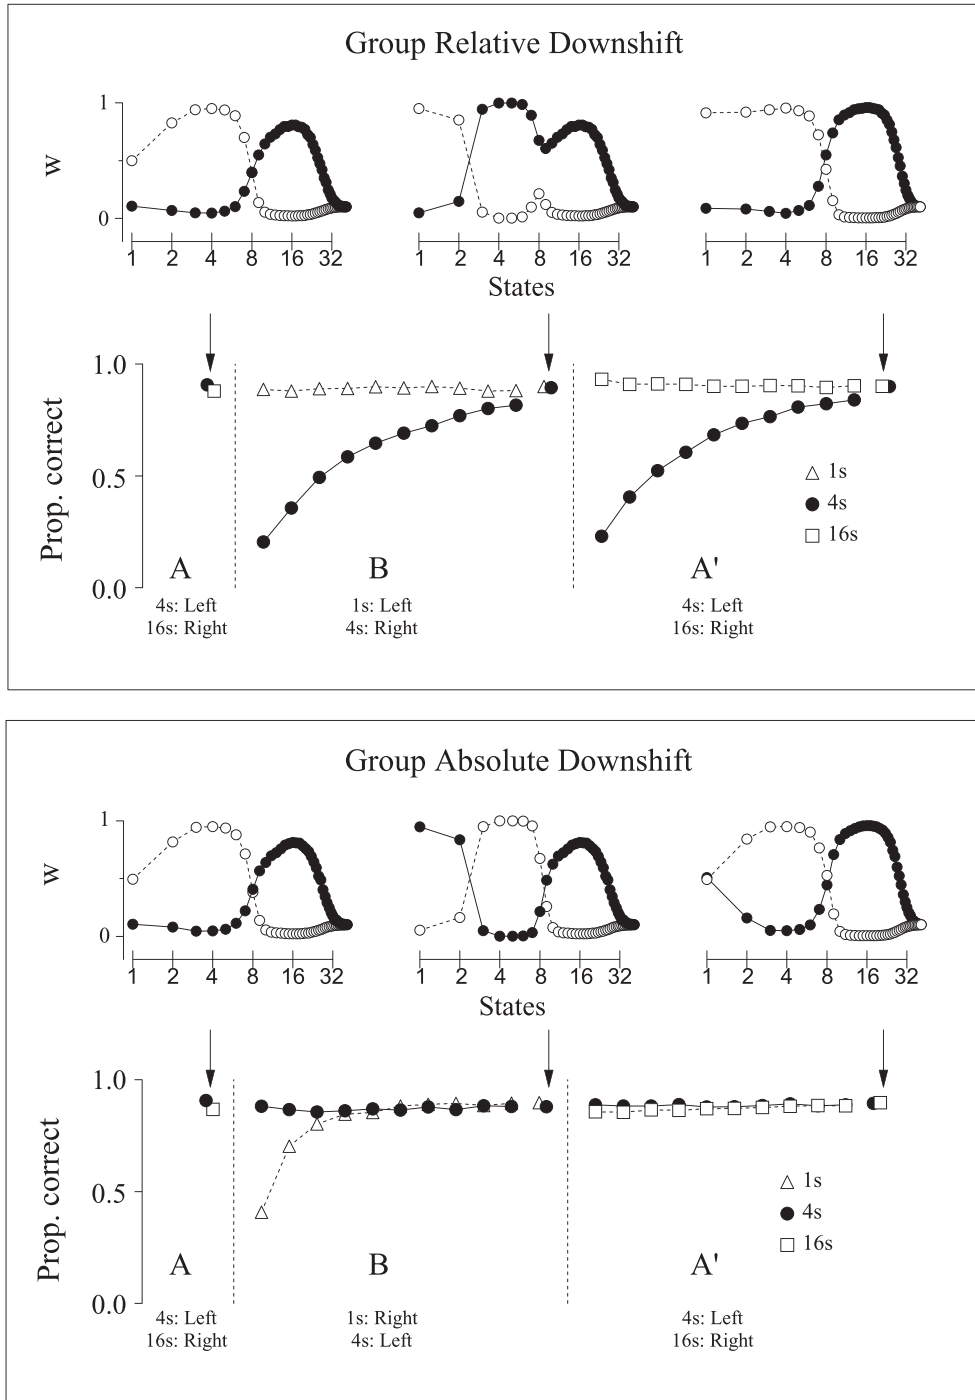 Group Relative Downshift
w
1
0
1 2 4 8 16 32
1 2 4 8 16 32
1 2 4 8 16 32
States
Prop. correct
1.0
0.5
0.0
1s
4s
16s
A
B
A'
4s: Left
16s: Right
1s: Left
4s: Right
4s: Left
16s: Right
Group Absolute Downshift
w
1
0
1 2 4 8 16 32
1 2 4 8 16 32
1 2 4 8 16 32
States
Prop. correct
1.0
0.5
0.0
1s
4s
16s
A
B
A'
4s: Left
16s: Right
1s: Right
4s: Left
4s: Left
16s: Right